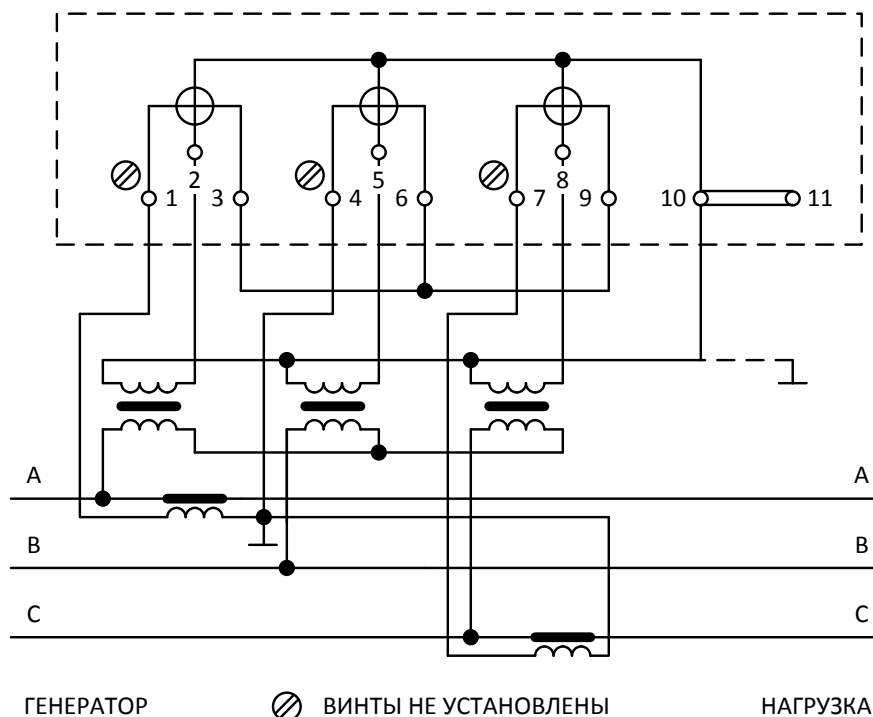 2 5 8
1 3 4 6 7 9 10 11
A A
B B
C C
ГЕНЕРАТОР ВИНТЫ НЕ УСТАНОВЛЕНЫ НАГРУЗКА